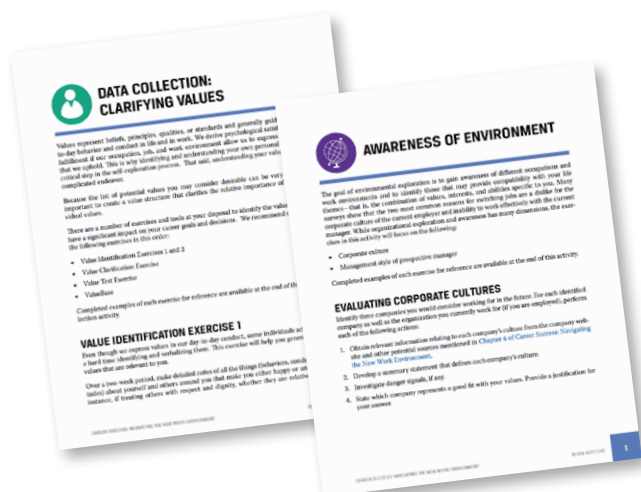 DATA COLLECTION:
CLARIFYING VALUES
Values represent beliefs, principles, qualities, or standards and generally guid
to-day behavior and conduct in life and in work. We derive psychological satisf
fulfillment if our occupation, job, and work environment allow us to express
that we uphold. This is why identifying and understanding your own personal
critical step in the self-exploration process. That said, understanding your valu
complicated endeavor.
Because the list of potential values you may consider desirable can be very
important to create a value structure that clarifies the relative importance of
vidual values.
There are a number of exercises and tools at your disposal to identify the value
have a significant impact on your career goals and decisions. We recommend
the following exercises in this order:
• Value Identification Exercises 1 and 2
• Value Clarification Exercise
• Value Test Exercise
• ValueBase
Completed examples of each exercise for reference are available at the end of th
lection activity.
VALUE IDENTIFICATION EXERCISE 1
Even though we express values in our day-to-day conduct, some individuals
a hard time identifying and verbalizing them. This exercise will help you gener
values that are relevant to you.
Over a two-week period, make detailed notes of all the things (behaviors, condu
about yourself and others around you that make you either happy or un
instance, if treating others with respect and dignity, whether they are relative
CAREER SUCCESS: NAVIGATING THE NEW WORK ENVIRONMENT
AWARENESS OF ENVIRONMENT
The goal of environmental exploration is to gain awareness of different occupations and
work environments and to identify those that may provide compatibility with your life
themes—that is, the combination of values, interests, and abilities specific to you. Many
surveys show that the two most common reasons for switching jobs are a dislike for the
corporate culture of the current employer and inability to work effectively with the current
manager. While organizational exploration and awareness has many dimensions, the exer-
cises in this activity will focus on the following:
• Corporate culture
• Management style of prospective manager
Completed examples of each exercise for reference are available at the end of this activity.
EVALUATING CORPORATE CULTURES
Identify three companies you would consider working for in the future. For each identified
company as well as the organization you currently work for (if you are employed), perform
each of the following actions:
1. Obtain relevant information relating to each company's culture from the company web-
site and other potential sources mentioned in Chapter 4 of Career Success: Navigating
the New Work Environment.
2. Develop a summary statement that defines each company's culture.
3. Investigate danger signals, if any.
4. State which company represents a good fit with your values. Provide a justification for
your answer.
CAREER SUCCESS: NAVIGATING THE NEW WORK ENVIRONMENT
© CFA INSTITUTE
1